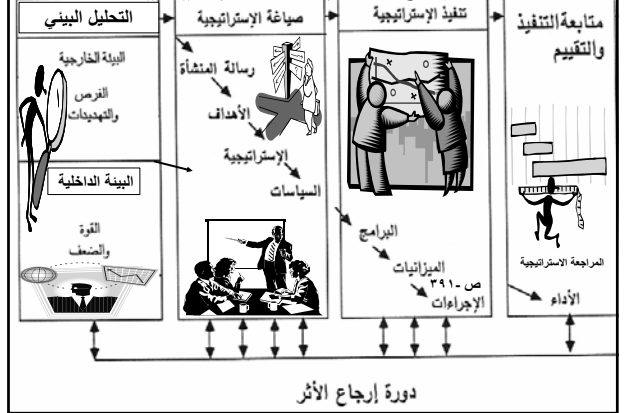 التحليل البيئي
البيئة الخارجية
الفرص
والتهديدات
البيئة الداخلية
القوة
والضعف
صياغة الإستراتيجية
رسالة المنشأة
الأهداف
الإستراتيجية
السياسات
تنفيذ الإستراتيجية
البرامج
الميزانيات
ص -٣٩١
الإجراءات
متابعة التنفيذ
والتقييم
المراجعة الاستراتيجية
الأداء
دورة إرجاع الأثر